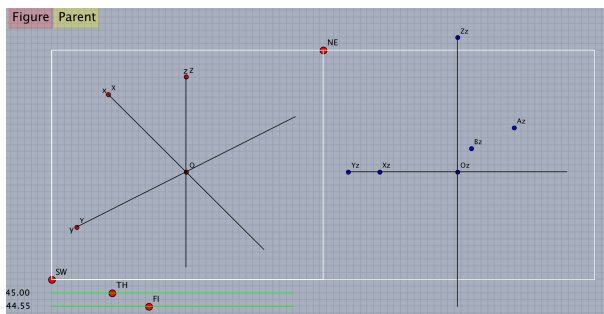 Figure Parent
Zz
NE
z Z
x X
Az
Bz
O
Yz Xz Oz
Y
y
SW
TH
45.00
FI
44.55